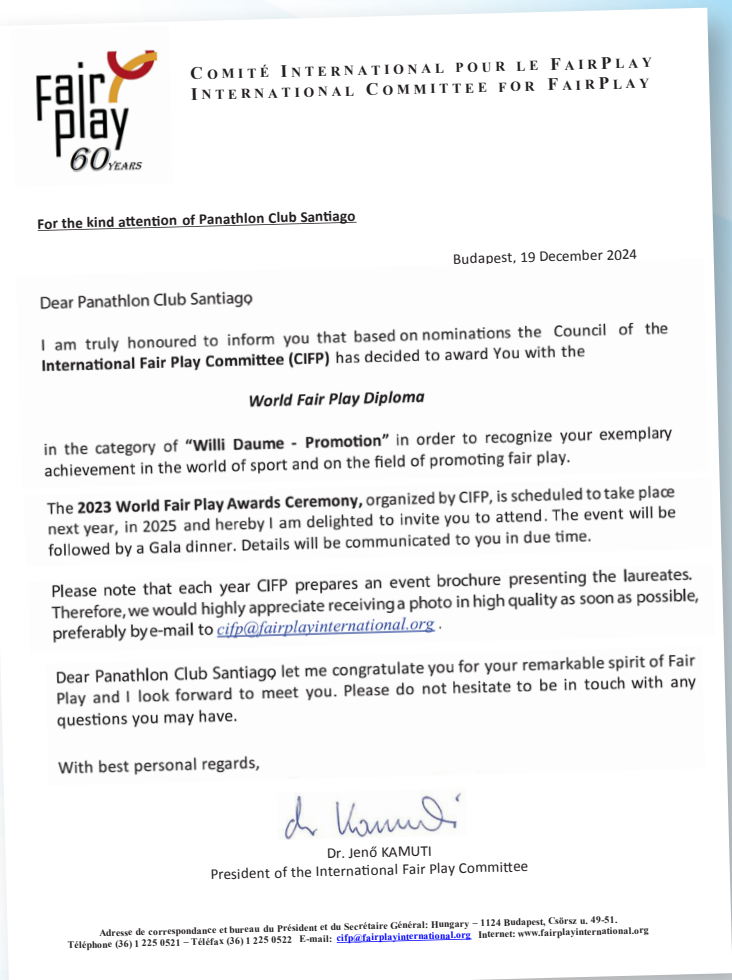 Fair
play
60 YEARS
COMITÉ INTERNATIONAL POUR LE FAIRPLAY
INTERNATIONAL COMMITTEE FOR FAIRPLAY
For the kind attention of Panathlon Club Santiago
Budapest, 19 December 2024
Dear Panathlon Club Santiago
I am truly honoured to inform you that based on nominations the Council of the
International Fair Play Committee (CIFP) has decided to award You with the
World Fair Play Diploma
in the category of “Willi Daume - Promotion” in order to recognize your exemplary
achievement in the world of sport and on the field of promoting fair play.
The 2023 World Fair Play Awards Ceremony, organized by CIFP, is scheduled to take place
next year, in 2025 and hereby I am delighted to invite you to attend. The event will be
followed by a Gala dinner. Details will be communicated to you in due time.
Please note that each year CIFP prepares an event brochure presenting the laureates.
Therefore, we would highly appreciate receiving a photo in high quality as soon as possible,
preferably by e-mail to cifp@fairplayinternational.org .
Dear Panathlon Club Santiago let me congratulate you for your remarkable spirit of Fair
Play and I look forward to meet you. Please do not hesitate to be in touch with any
questions you may have.
With best personal regards,
dr Kamuti
Dr. Jenő KAMUTI
President of the International Fair Play Committee
Adresse de correspondance et bureau du Président et du Secrétaire Général: Hungary – 1124 Budapest, Csörsz u. 49-51.
Téléphone (36) 1 225 0521 – Téléfax (36) 1 225 0522 E-mail: cifp@fairplayinternational.org Internet: www.fairplayinternational.org